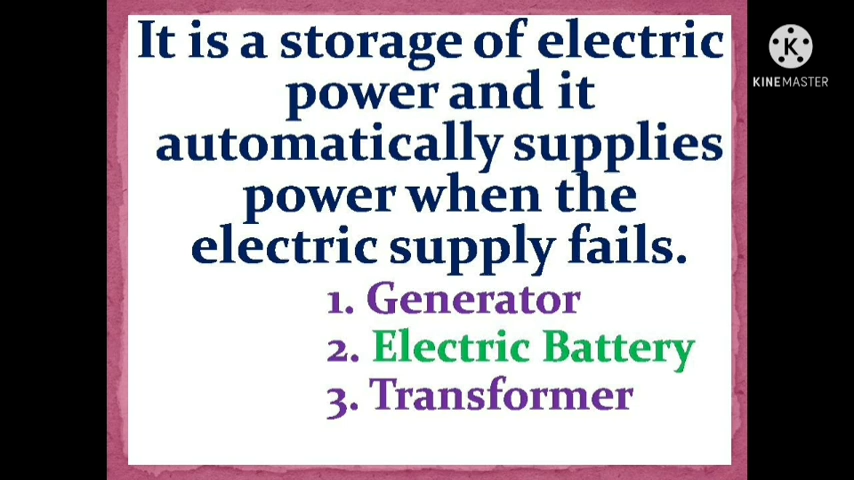 It is a storage of electric
power and it
automatically supplies
power when the
electric supply fails.
1. Generator
2. Electric Battery
3. Transformer
K
KINEMASTER